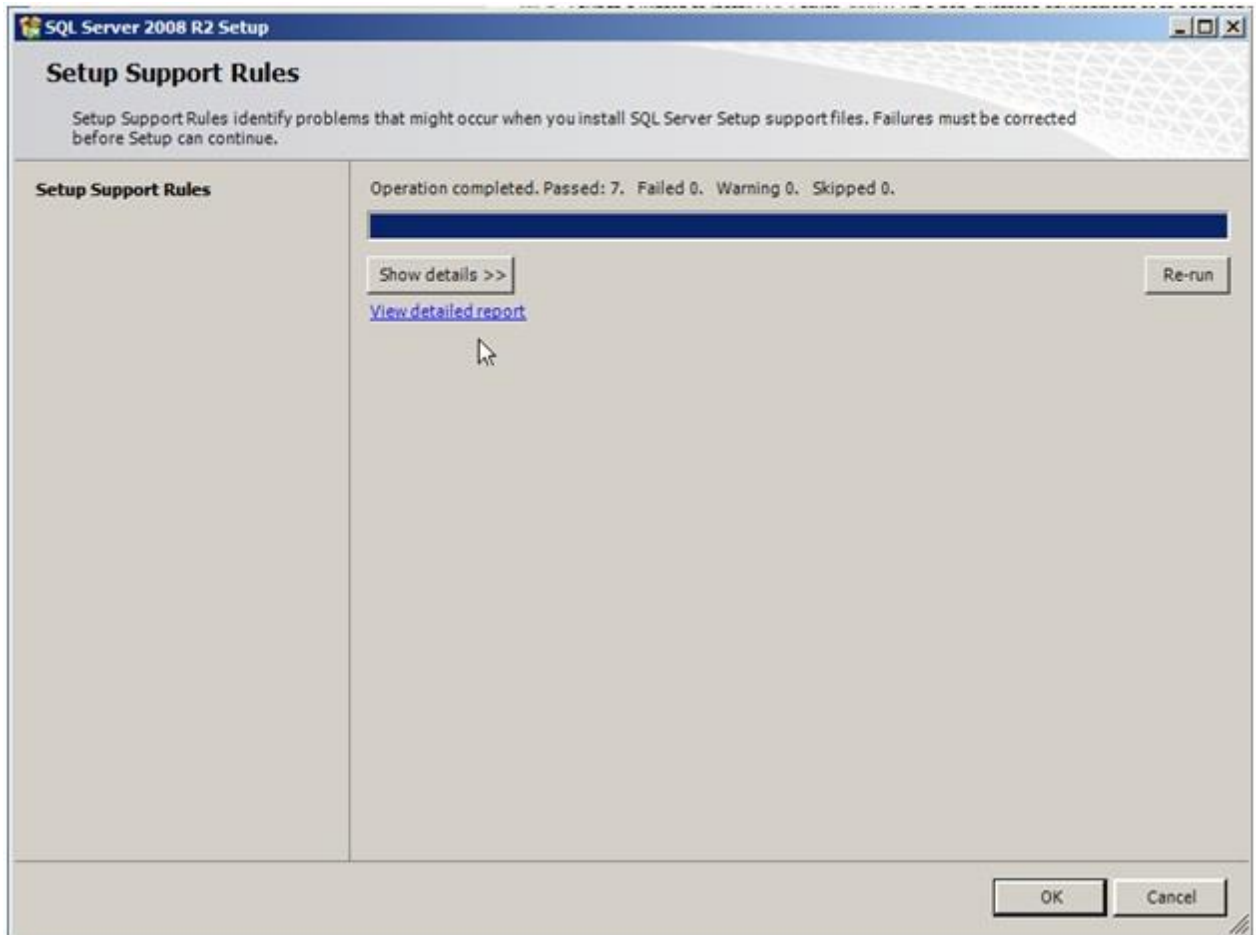 SQL Server 2008 R2 Setup
Setup Support Rules
Setup Support Rules identify problems that might occur when you install SQL Server Setup support files. Failures must be corrected
before Setup can continue.
Setup Support Rules
Operation completed. Passed: 7. Failed 0. Warning 0. Skipped 0.
Show details >>
Re-run
View detailed report
OK
Cancel